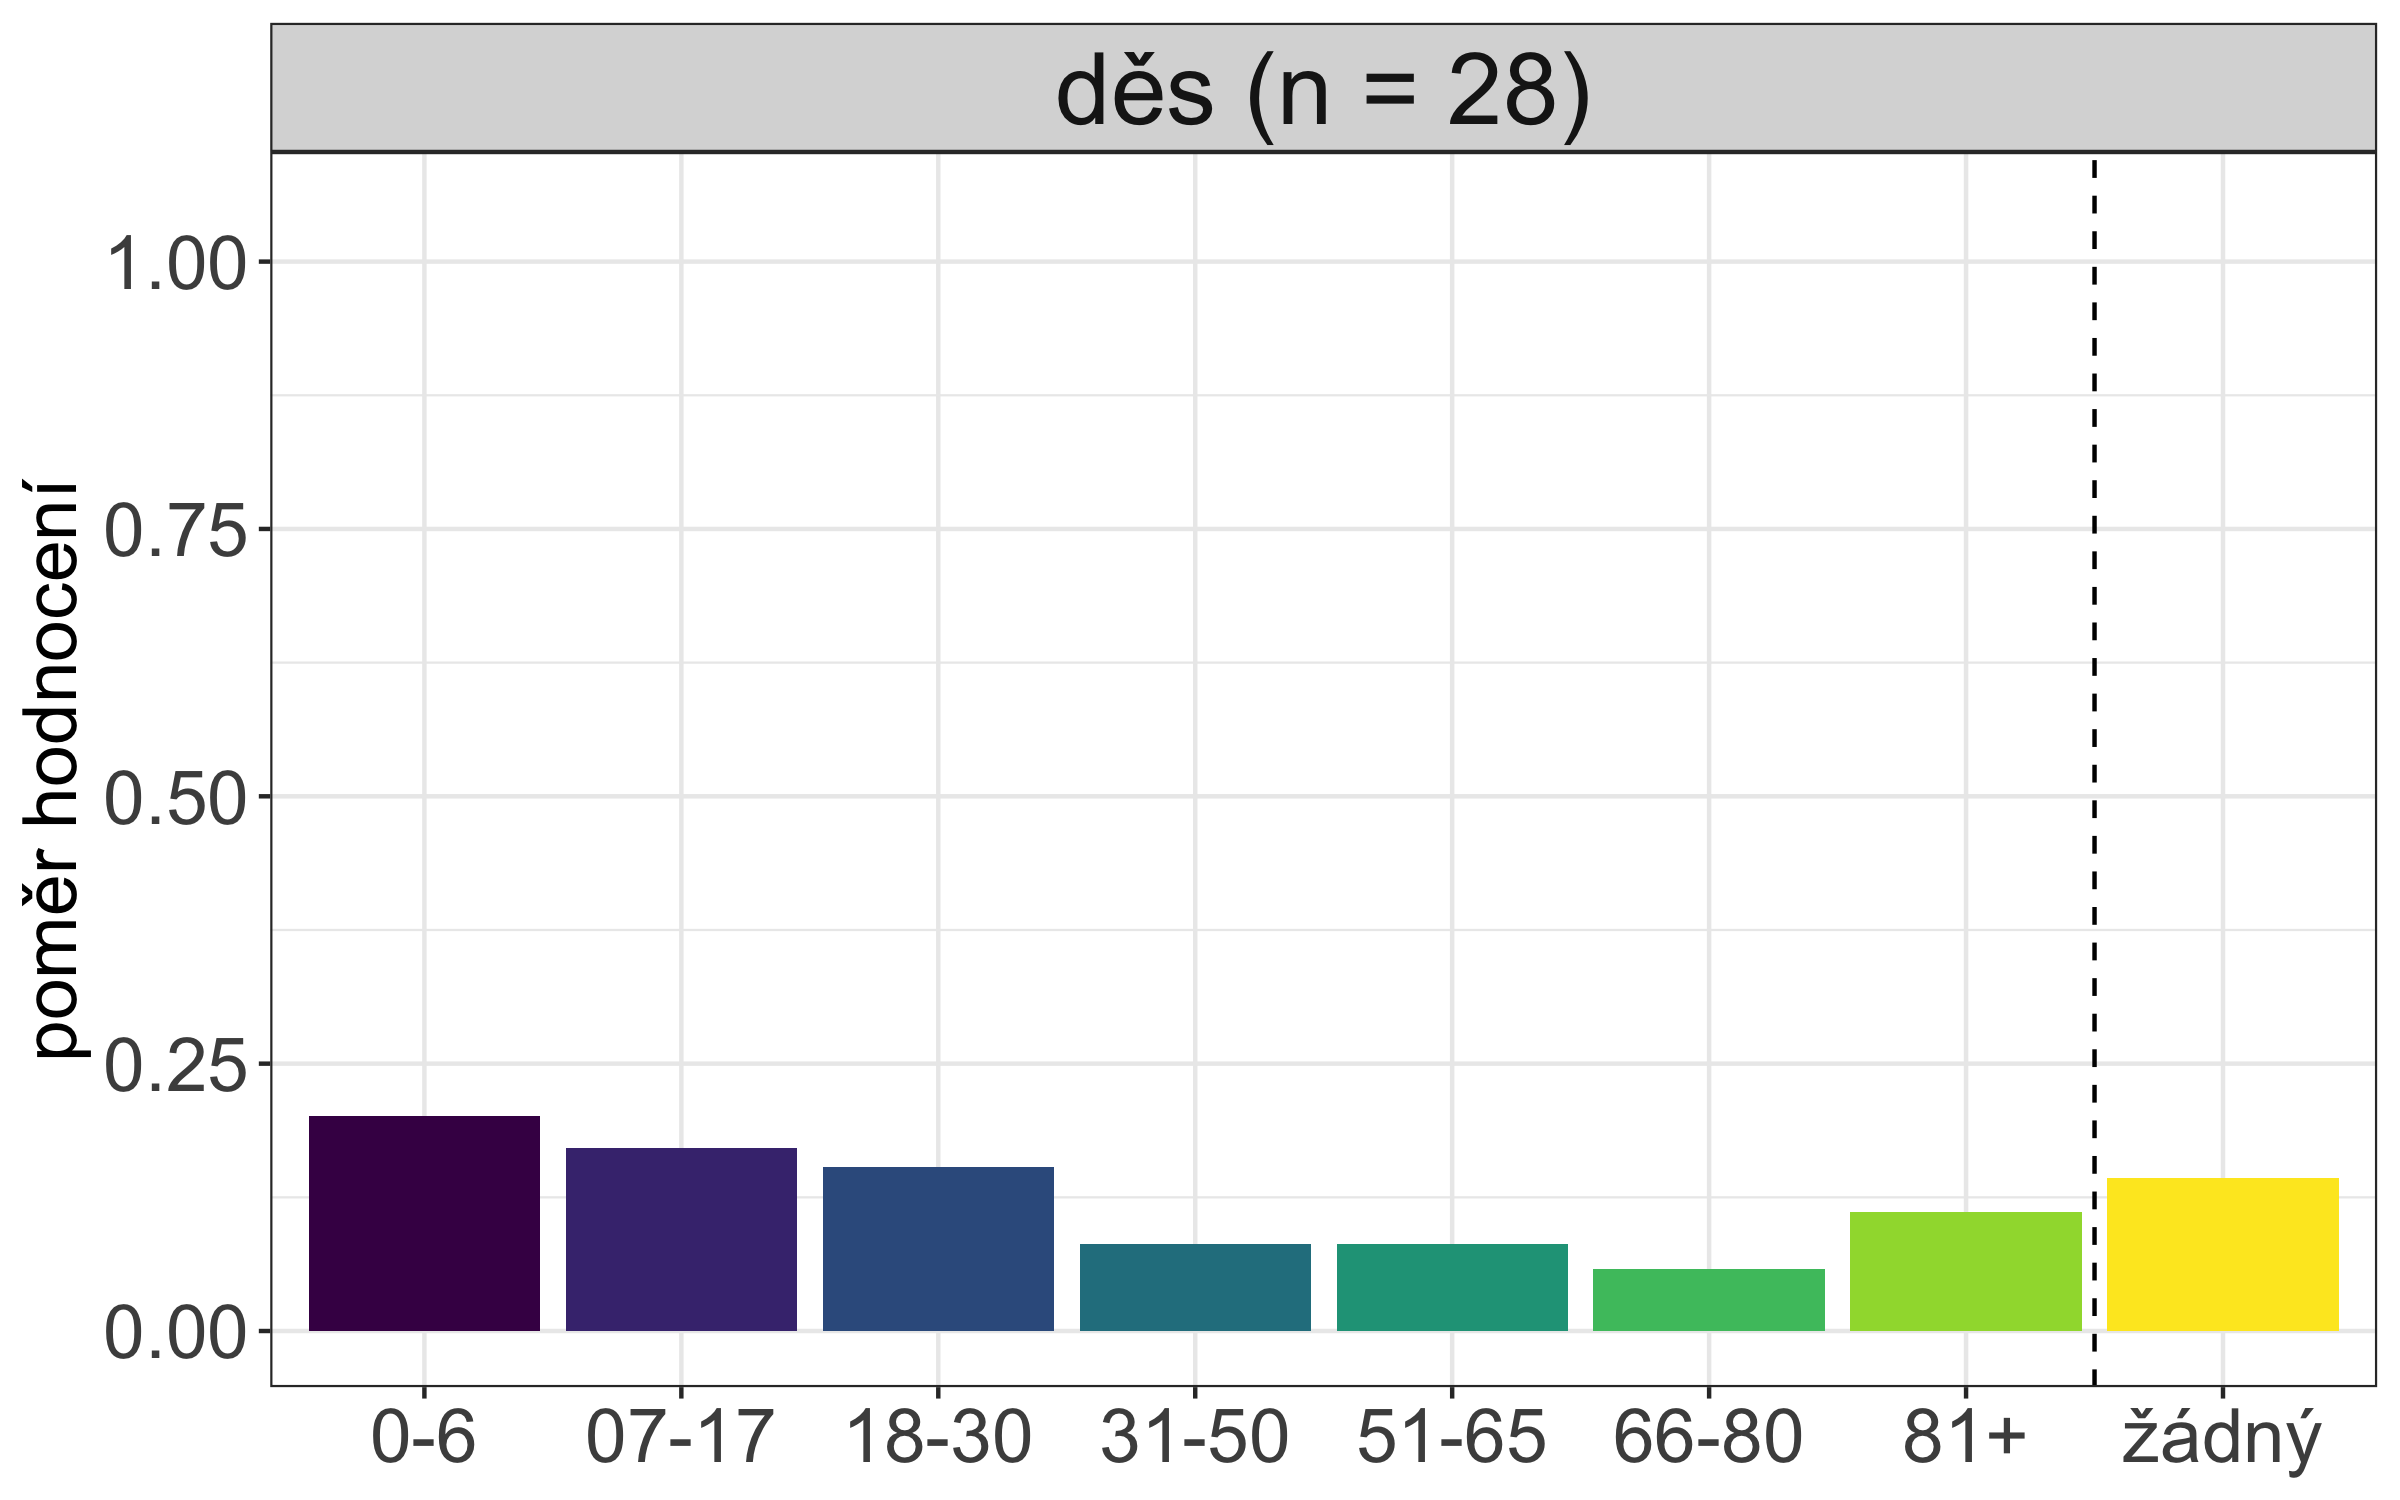 děs (n = 28)
poměr hodnocení
1.00
0.75
0.50
0.25
0.00
0-6 07-17 18-30 31-50 51-65 66-80 81+ žádný